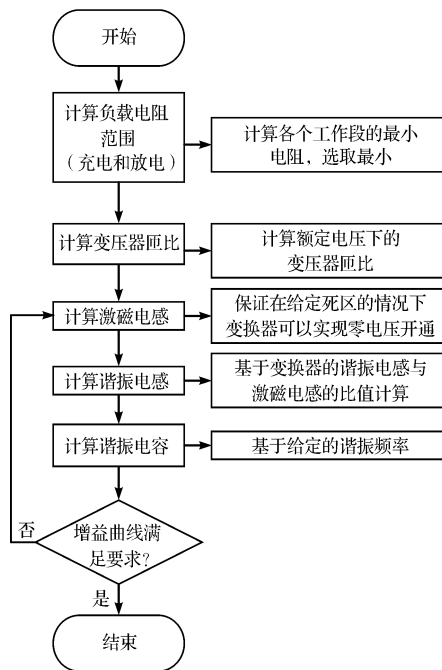 开始
计算负载电阻
范围
（充电和放电）
计算各个工作段的最小
电阻，选取最小
计算变压器匝比
计算额定电压下的
变压器匝比
计算激磁电感
保证在给定死区的情况下
变换器可以实现零电压开通
计算谐振电感
基于变换器的谐振电感与
激磁电感的比值计算
计算谐振电容
基于给定的谐振频率
否
增益曲线满
足要求？
是
结束